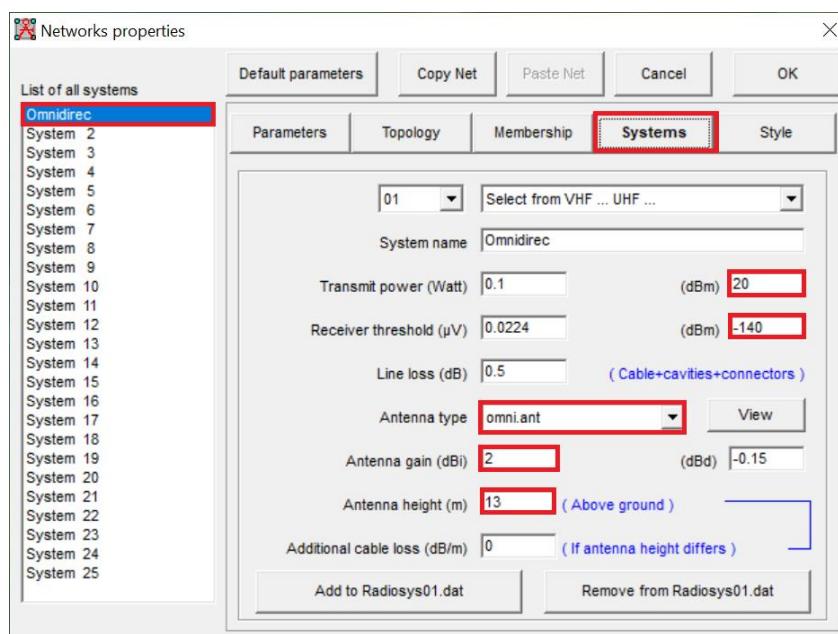 Networks properties
Default parameters Copy Net Paste Net Cancel OK
List of all systems
Omnidirec
System 2
System 3
System 4
System 5
System 6
System 7
System 8
System 9
System 10
System 11
System 12
System 13
System 14
System 15
System 16
System 17
System 18
System 19
System 20
System 21
System 22
System 23
System 24
System 25
Parameters Topology Membership Systems Style
01 Select from VHF ... UHF ...
System name Omnidirec
Transmit power (Watt) 0.1 (dBm) 20
Receiver threshold (µV) 0.0224 (dBm) -140
Line loss (dB) 0.5 ( Cable+cavities+connectors )
Antenna type omni.ant View
Antenna gain (dBi) 2 (dBd) -0.15
Antenna height (m) 13 ( Above ground )
Additional cable loss (dB/m) 0 ( If antenna height differs )
Add to Radiosys01.dat Remove from Radiosys01.dat